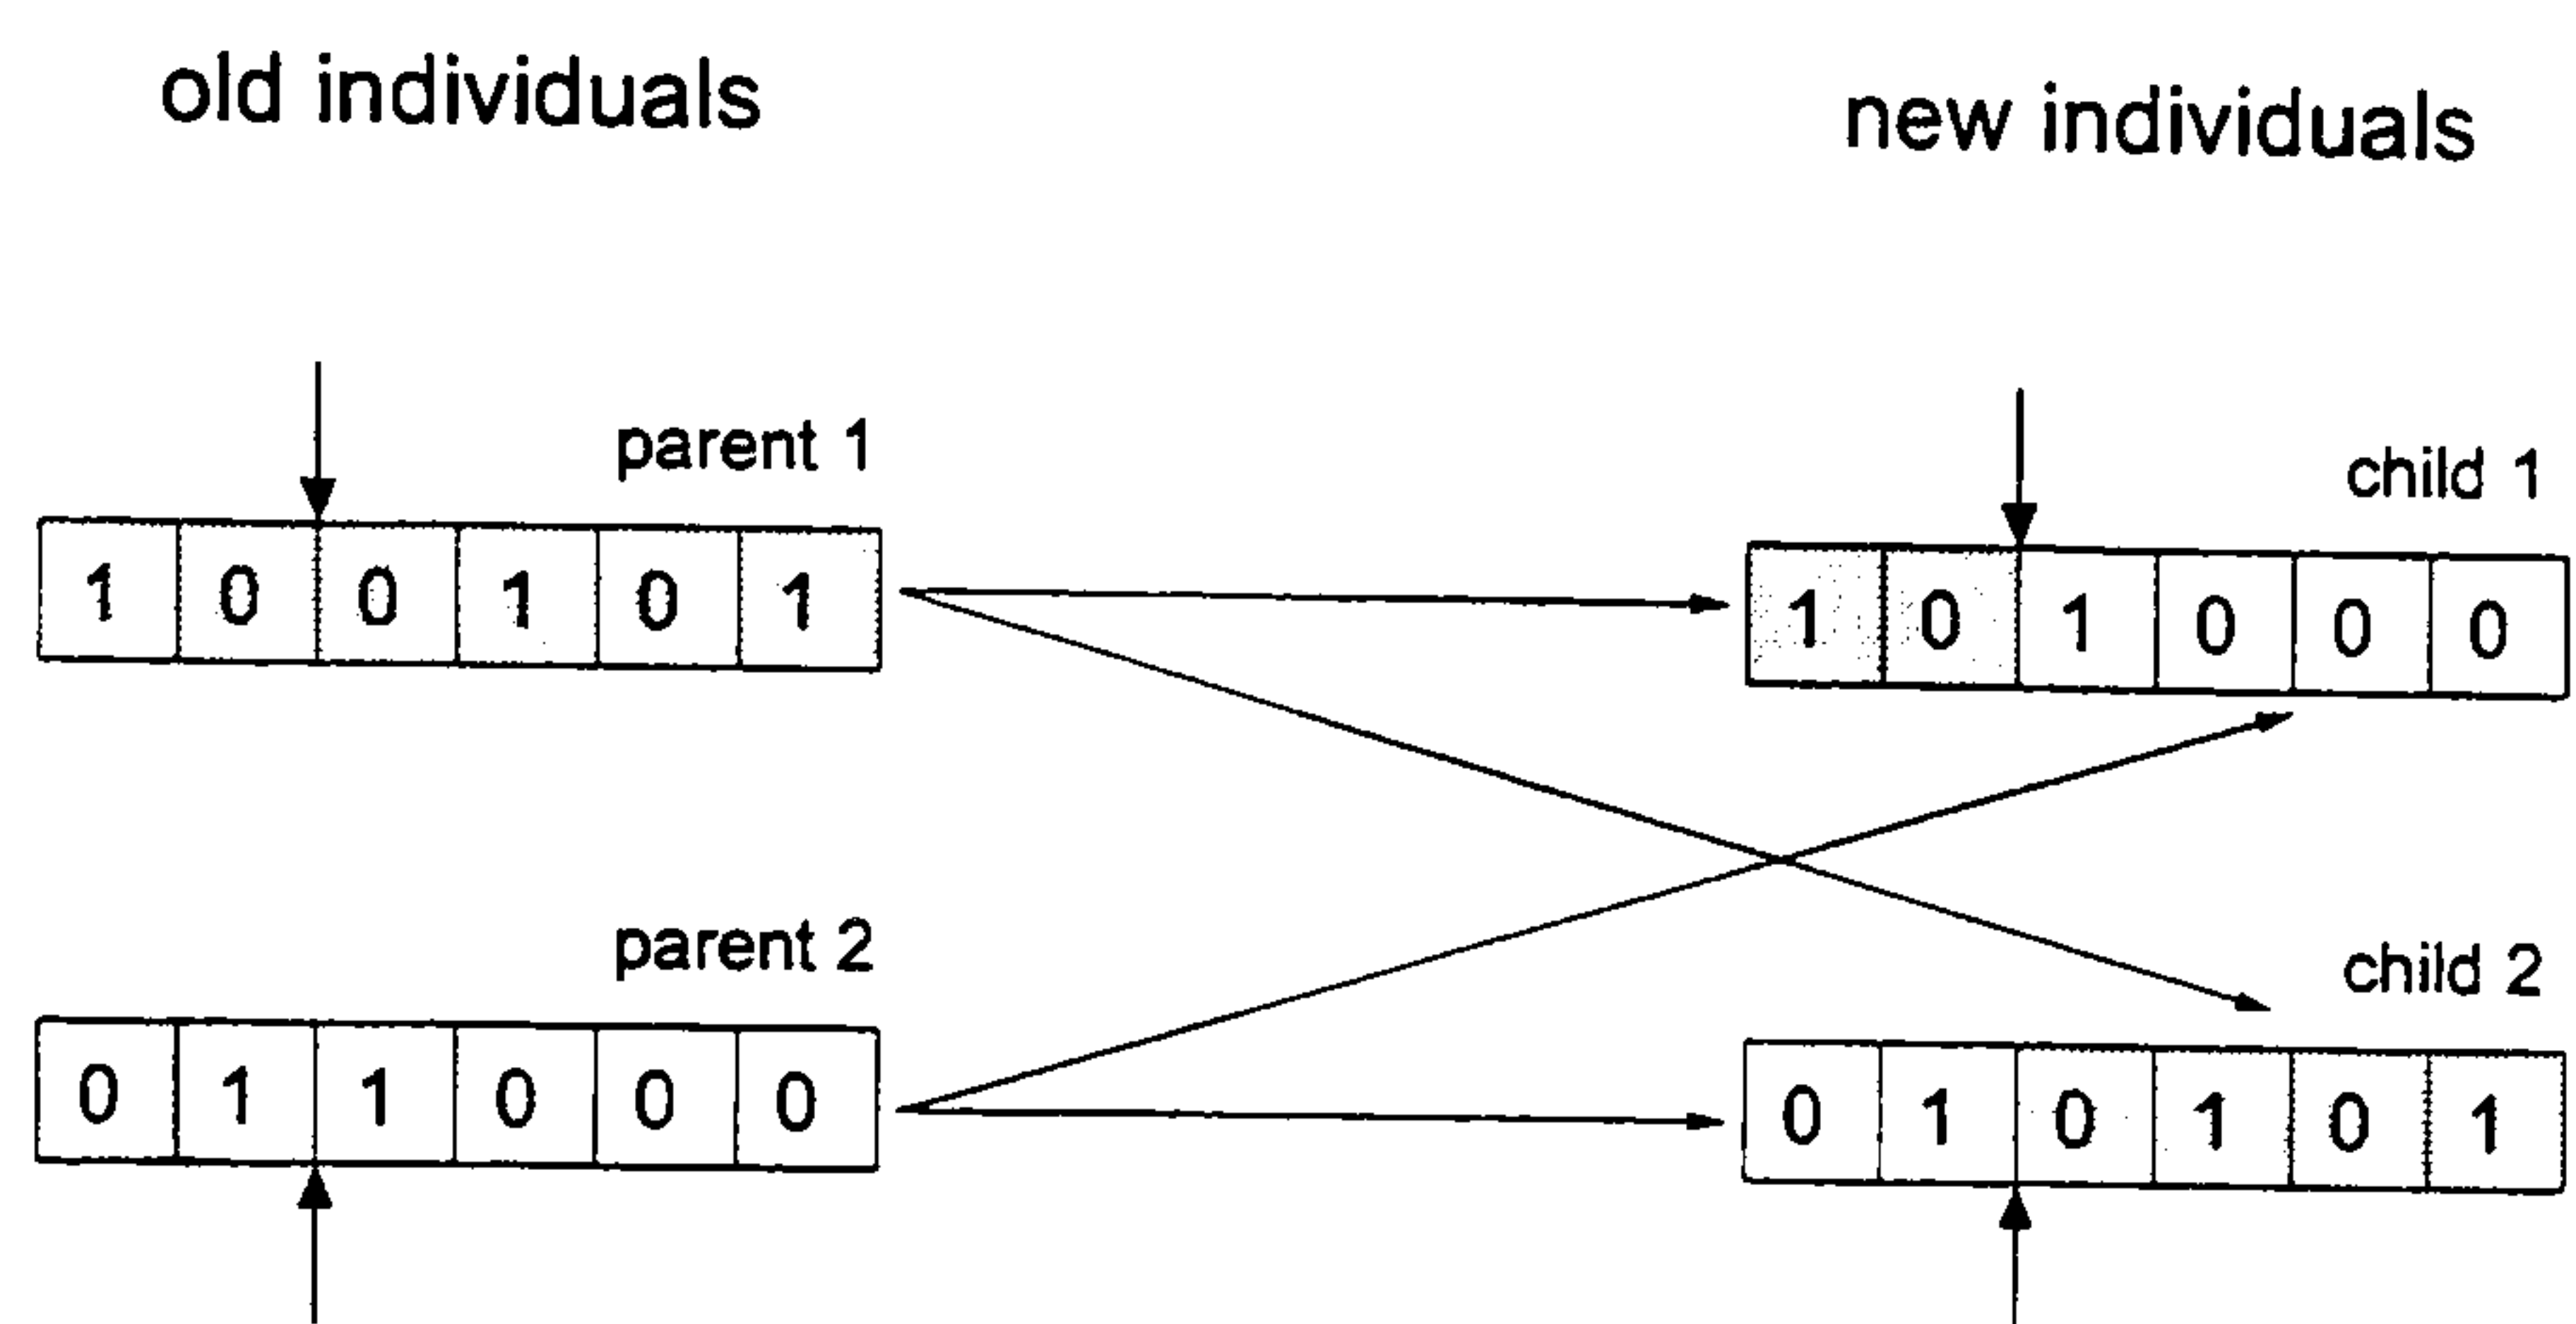 old individuals
new individuals
parent 1
child 1
1 0 0 1 0 1
1 0 1 0 0 0
parent 2
child 2
0 1 1 0 0 0
0 1 0 1 0 1